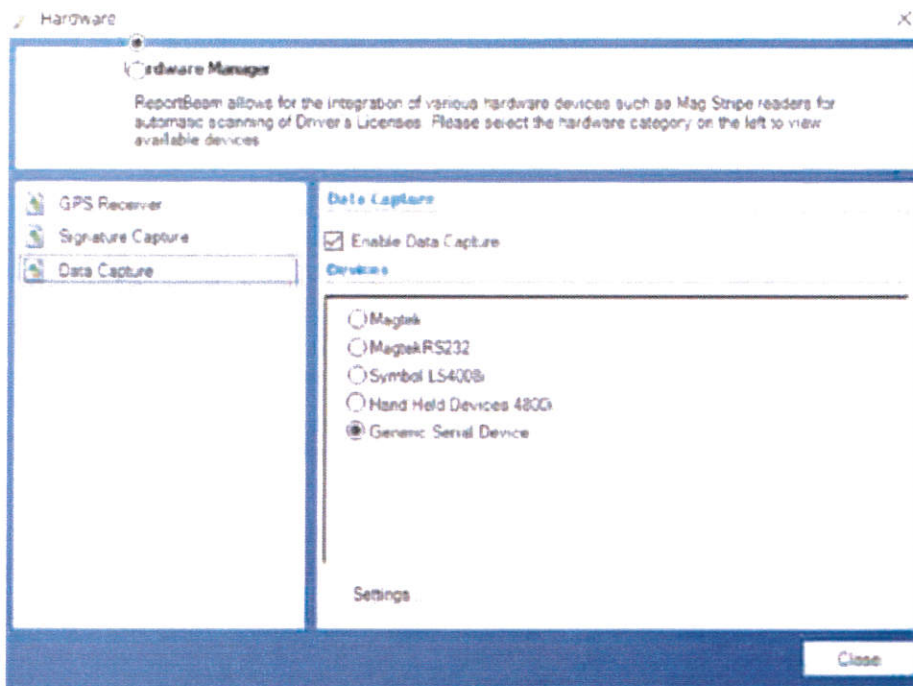 Hardware
Hardware Manager
ReportBeam allows for the integration of various hardware devices such as Mag Stripe readers for
automatic scanning of Driver's Licenses. Please select the hardware category on the left to view
available devices
GPS Receiver
Signature Capture
Data Capture
Data Capture
Enable Data Capture
Devices
Magtek
MagtekRS232
Symbol LS4008i
Hand Held Devices 4800i
Generic Serial Device
Settings...
Close